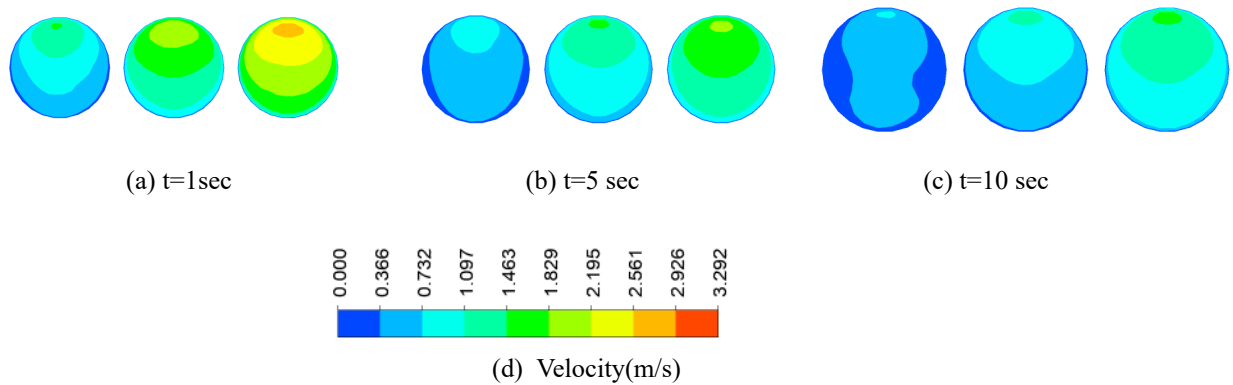 (a) t=1sec
(b) t=5 sec
(c) t=10 sec
0.000
0.366
0.732
1.097
1.463
1.829
2.195
2.561
2.926
3.292
(d) Velocity(m/s)